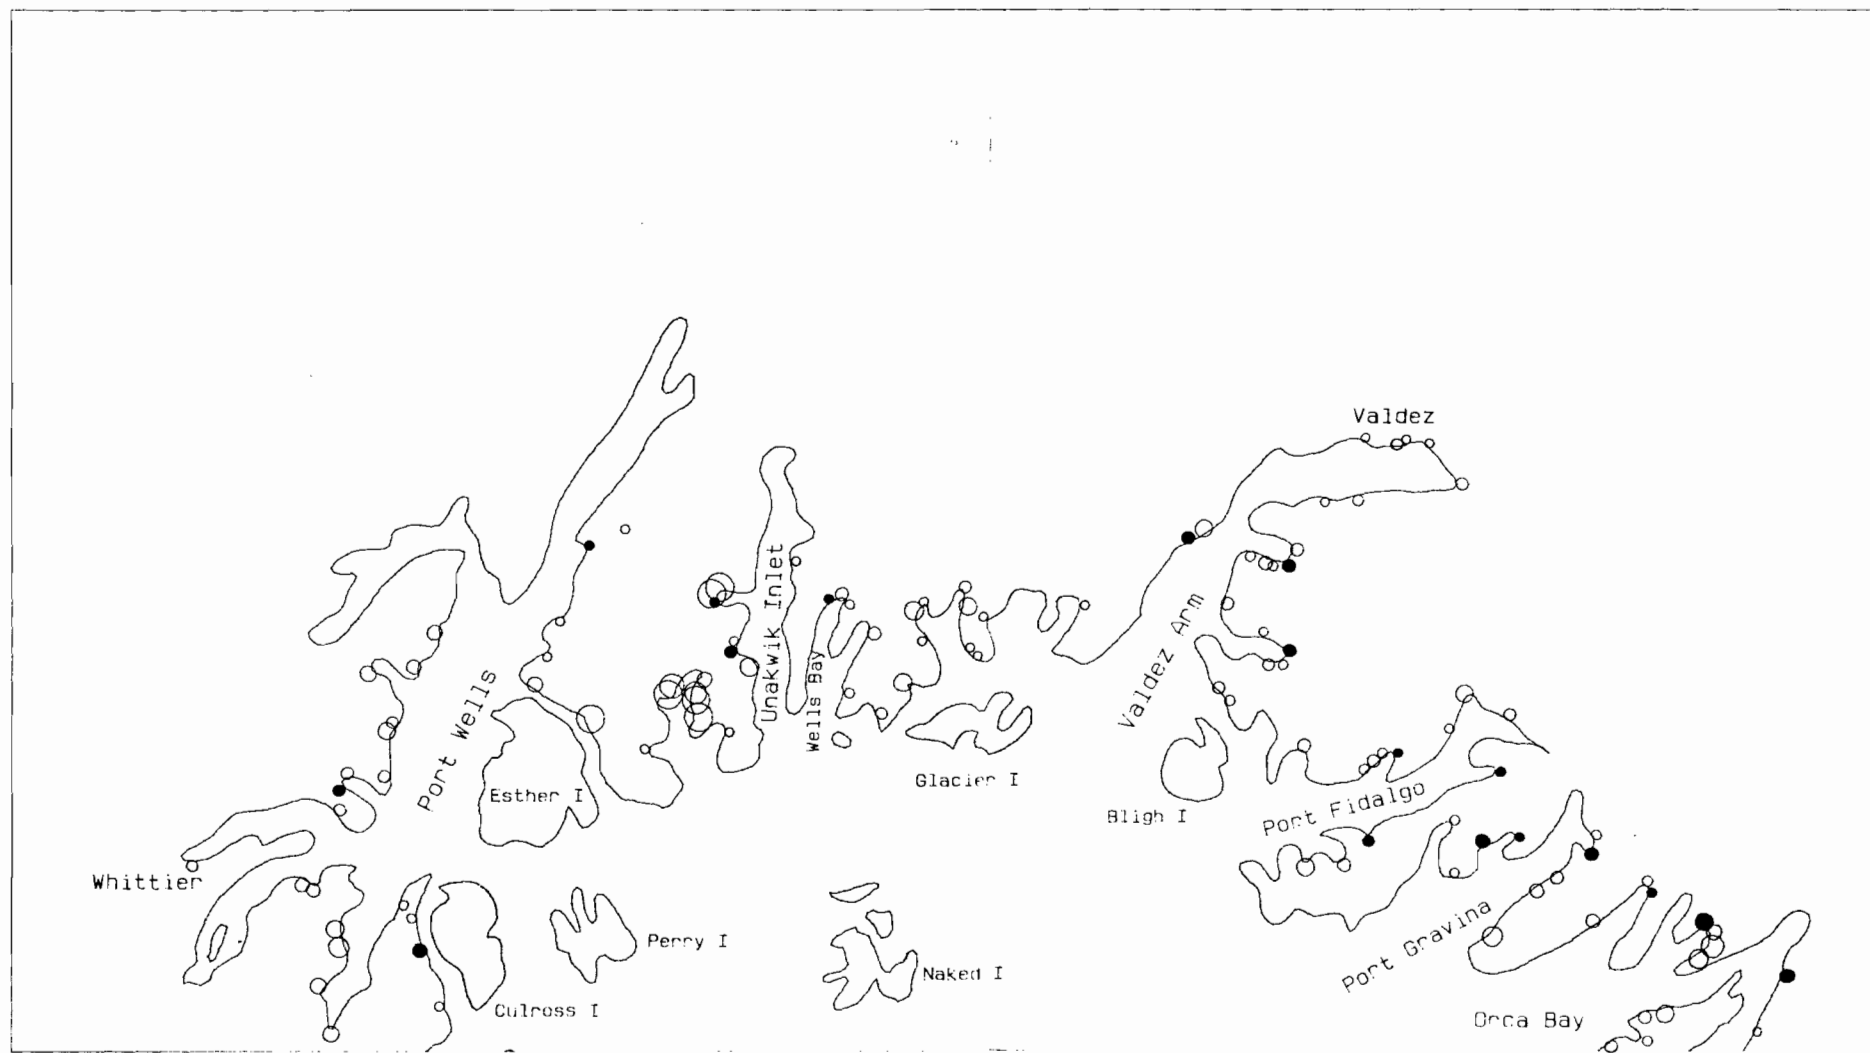 Valdez
Unakwik Inlet
Wells Bay
Valdez Arm
Port Wells
Glacier I
Esther I
Bligh I
Port Fidalgo
Whittier
Port Gravina
Perry I
Naked I
Culross I
Orca Bay